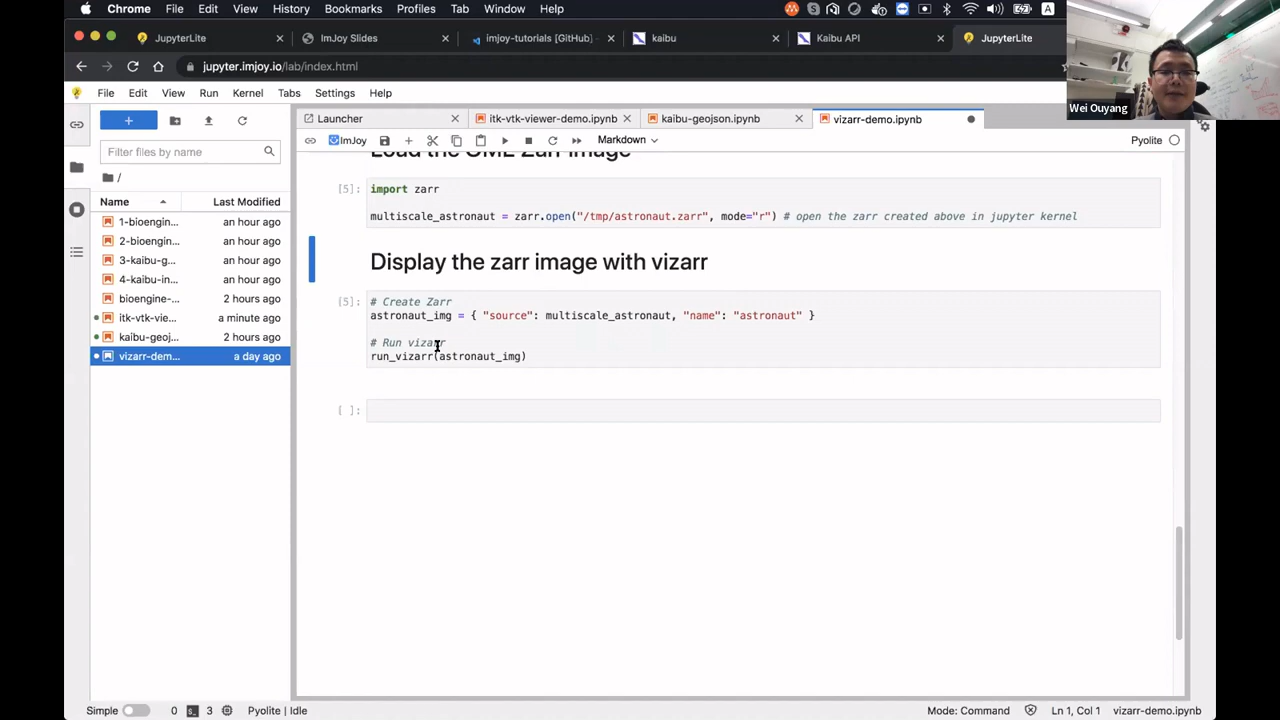 Chrome File Edit View History Bookmarks Profiles Tab Window Help A
JupyterLite ImJoy Slides imjoy-tutorials [GitHub] kaibu Kaibu API JupyterLite
jupyter.imjoy.io/lab/index.html
Wei Ouyang
File Edit View Run Kernel Tabs Settings Help
Launcher itk-vtk-viewer-demo.ipynb kaibu-geojson.ipynb vizarr-demo.ipynb
ImJoy Markdown Pyolite
Filter files by name
/
Name Last Modified
1-bioengin... an hour ago
2-bioengin... an hour ago
3-kaibu-g... an hour ago
4-kaibu-in... an hour ago
bioengine-... 2 hours ago
itk-vtk-vie... a minute ago
kaibu-geoj... 2 hours ago
vizarr-dem... a day ago
Load the OME Zarr image
[5]: import zarr
multiscale_astronaut = zarr.open("/tmp/astronaut.zarr", mode="r") # open the zarr created above in jupyter kernel
Display the zarr image with vizarr
[5]: # Create Zarr
astronaut_img = { "source": multiscale_astronaut, "name": "astronaut" }
# Run vizarr
run_vizarr(astronaut_img)
[ ]:
Simple 0 3 Pyolite | Idle Mode: Command Ln 1, Col 1 vizarr-demo.ipynb